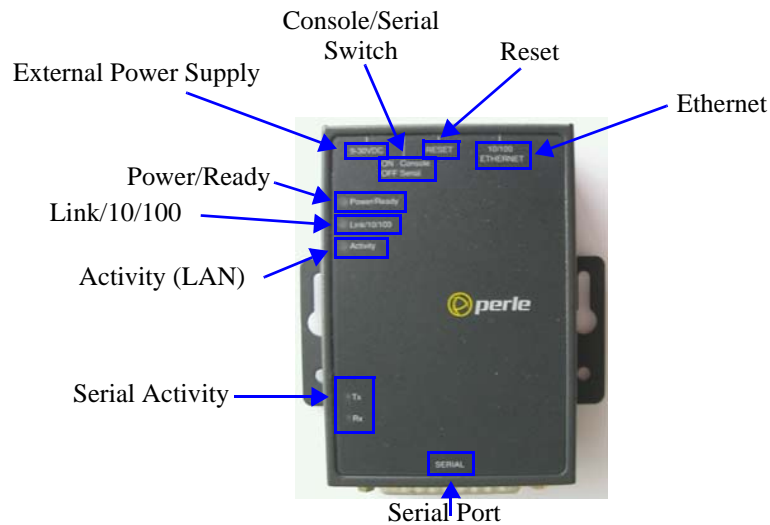 Console/Serial
Switch
Reset
External Power Supply
Ethernet
9-30VDC
RESET
10/100
ETHERNET
ON Console
OFF Serial
Power/Ready
Power/Ready
Link/10/100
Link/10/100
Activity
Activity (LAN)
perle
Serial Activity
Tx
Rx
SERIAL
Serial Port